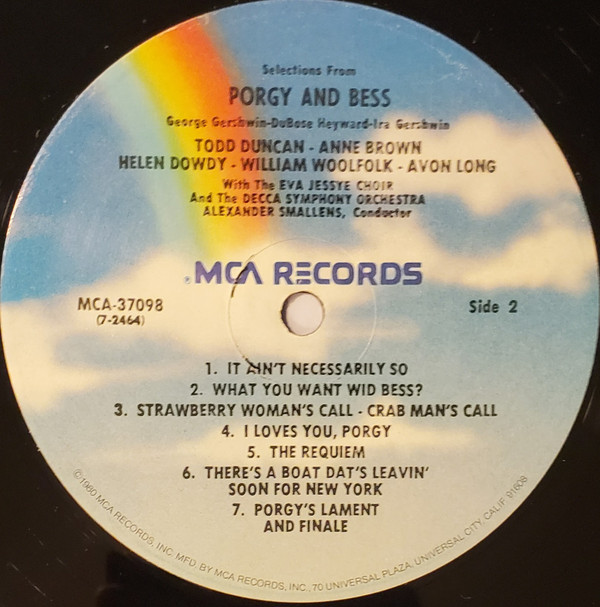 Selections From
PORGY AND BESS
George Gershwin-DuBose Heyward-Ira Gershwin
TODD DUNCAN - ANNE BROWN
HELEN DOWDY - WILLIAM WOOLFOLK - AVON LONG
With The EVA JESSYE CHOIR
And The DECCA SYMPHONY ORCHESTRA
ALEXANDER SMALLENS, Conductor
MCA RECORDS
MCA-37098
(7-2464)
Side 2
1. IT AIN'T NECESSARILY SO
2. WHAT YOU WANT WID BESS?
3. STRAWBERRY WOMAN'S CALL - CRAB MAN'S CALL
4. I LOVES YOU, PORGY
5. THE REQUIEM
6. THERE'S A BOAT DAT'S LEAVIN'
SOON FOR NEW YORK
7. PORGY'S LAMENT
AND FINALE
©1980 MCA RECORDS, INC. MFD. BY MCA RECORDS, INC., 70 UNIVERSAL PLAZA, UNIVERSAL CITY, CALIF. 91608